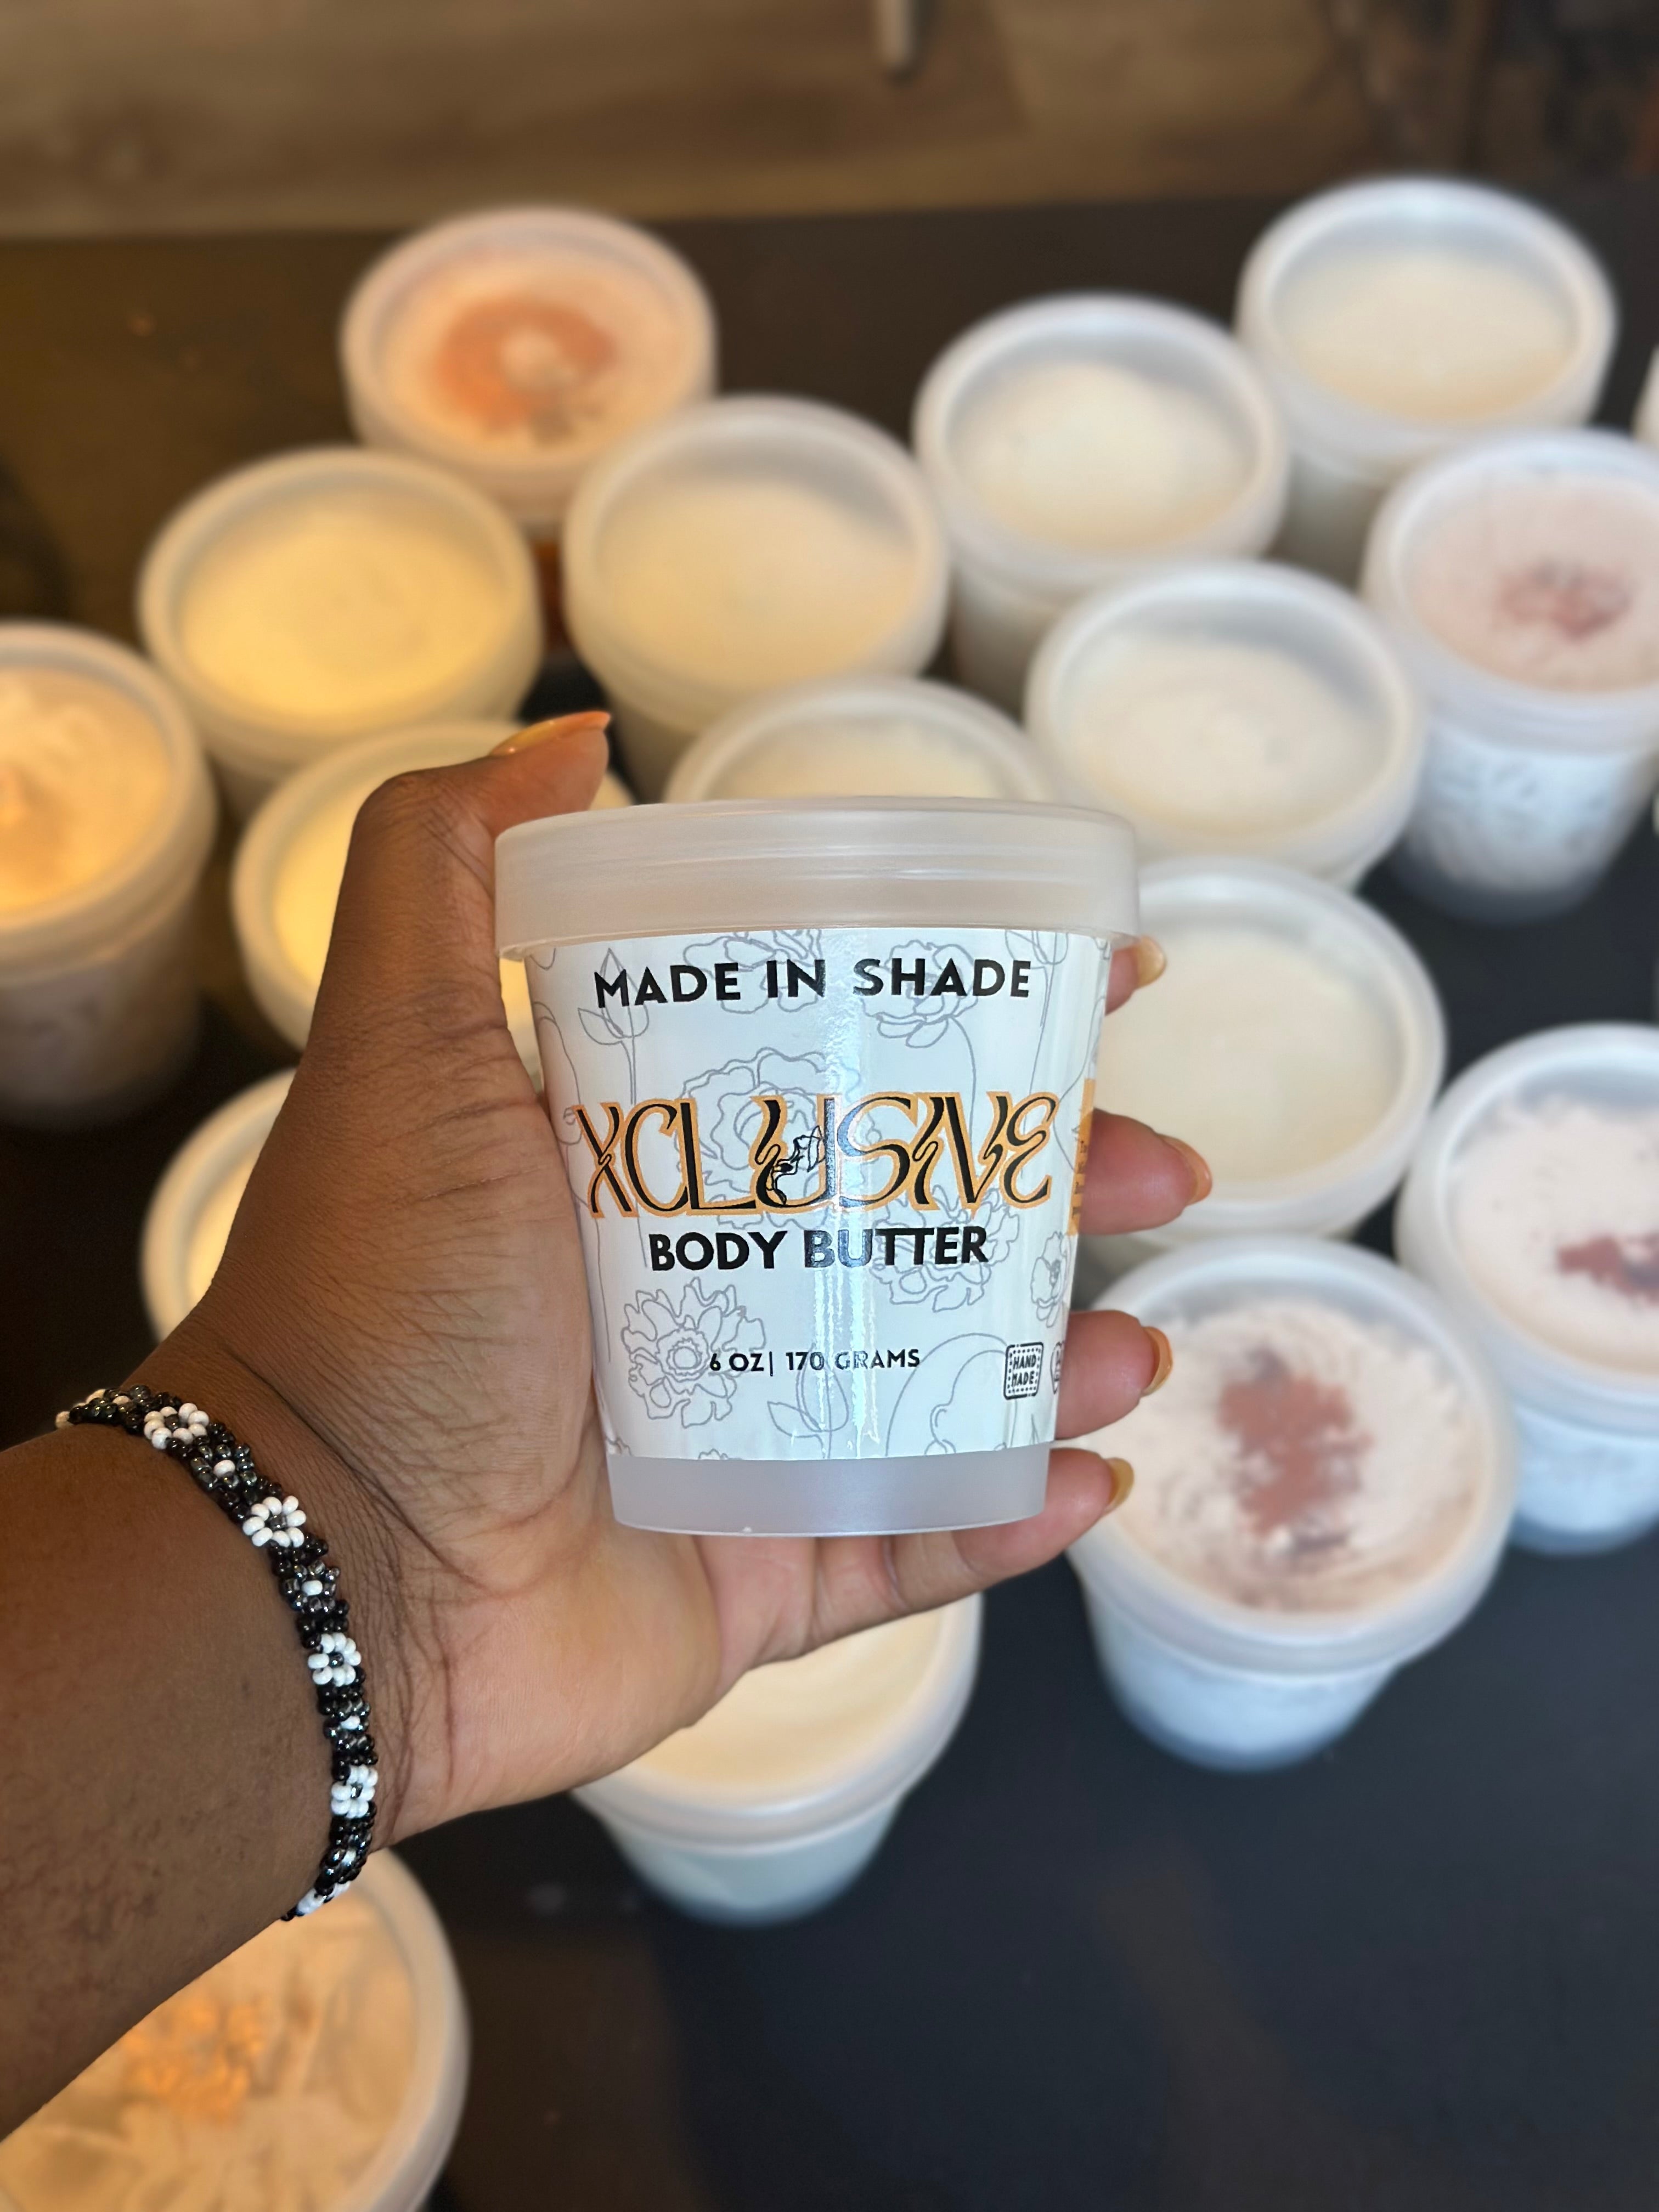 MADE IN SHADE
XCLUSIVE
BODY BUTTER
6 OZ| 170 GRAMS
HAND
MADE